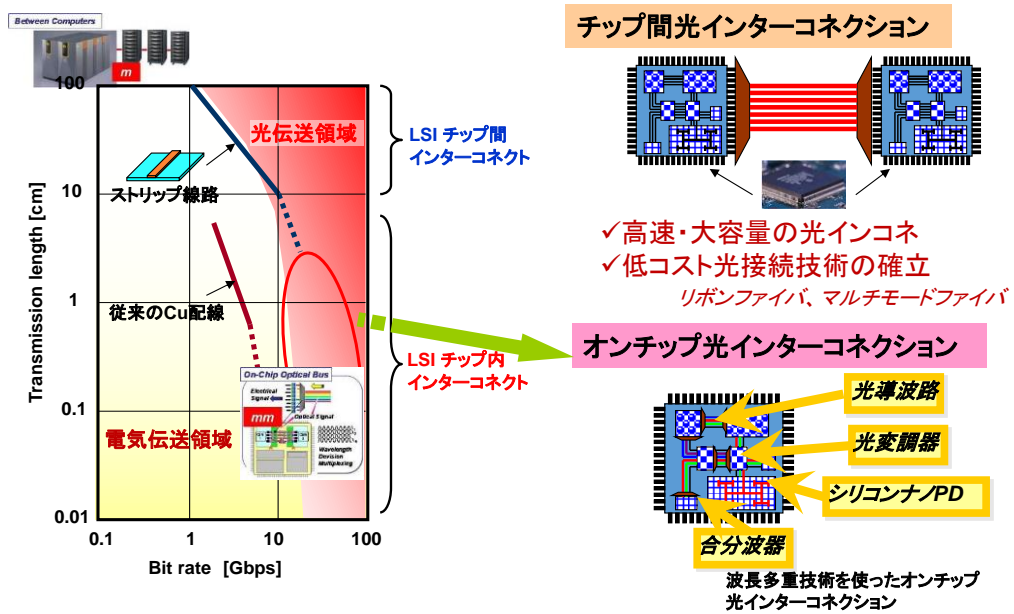 Between Computers
m
100
光伝送領域
ストリップ線路
10
Transmission length [cm]
1
従来のCu配線
0.1
電気伝送領域
0.01
0.1
1
10
100
Bit rate [Gbps]
LSI チップ間
インターコネクト
LSI チップ内
インターコネクト
On-Chip Optical Bus
Electrical
Signal
mm
Optical Signal
Wavelength
Division
Multiplexing
チップ間光インターコネクション
✓高速・大容量の光インコネ
✓低コスト光接続技術の確立
リボンファイバ、マルチモードファイバ
オンチップ光インターコネクション
光導波路
光変調器
シリコンナノPD
合分波器
波長多重技術を使ったオンチップ
光インターコネクション